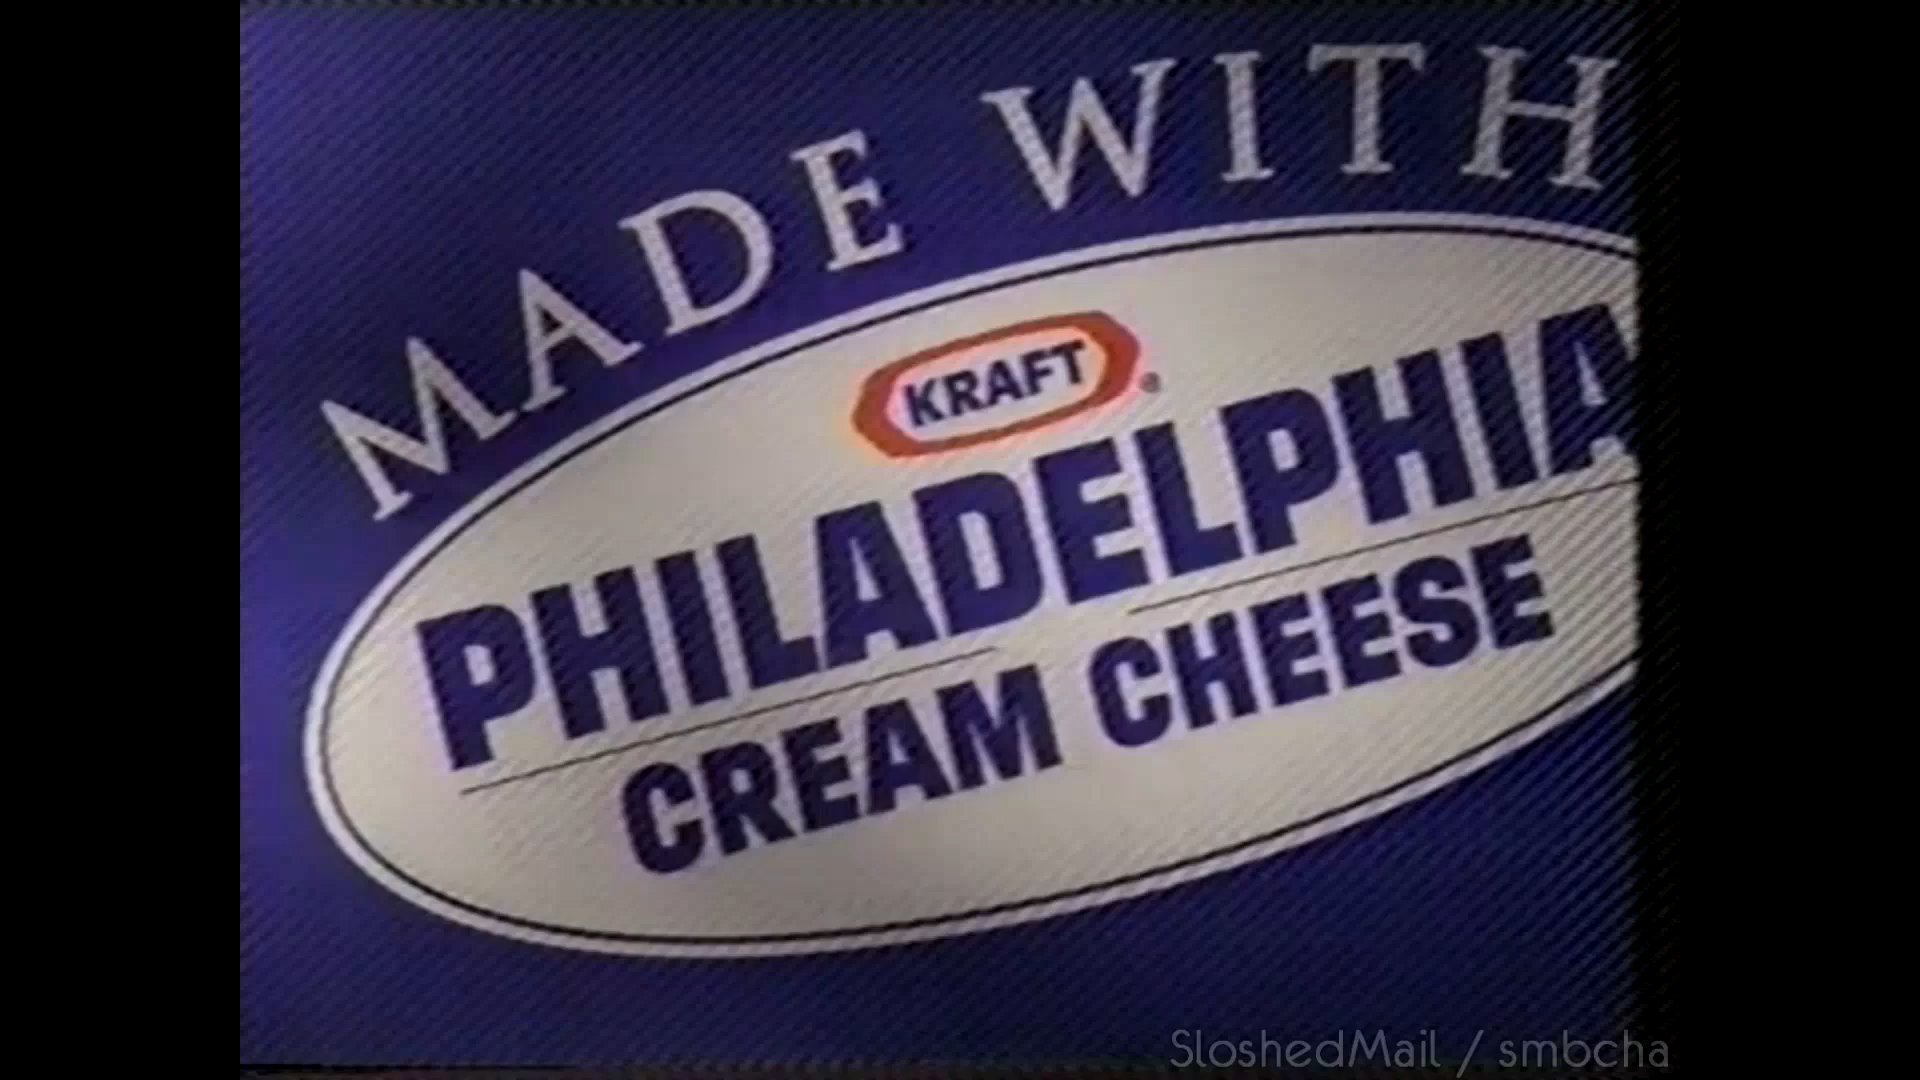 MADE WITH
KRAFT®
PHILADELPHIA
CREAM CHEESE
SloshedMail / smbcha